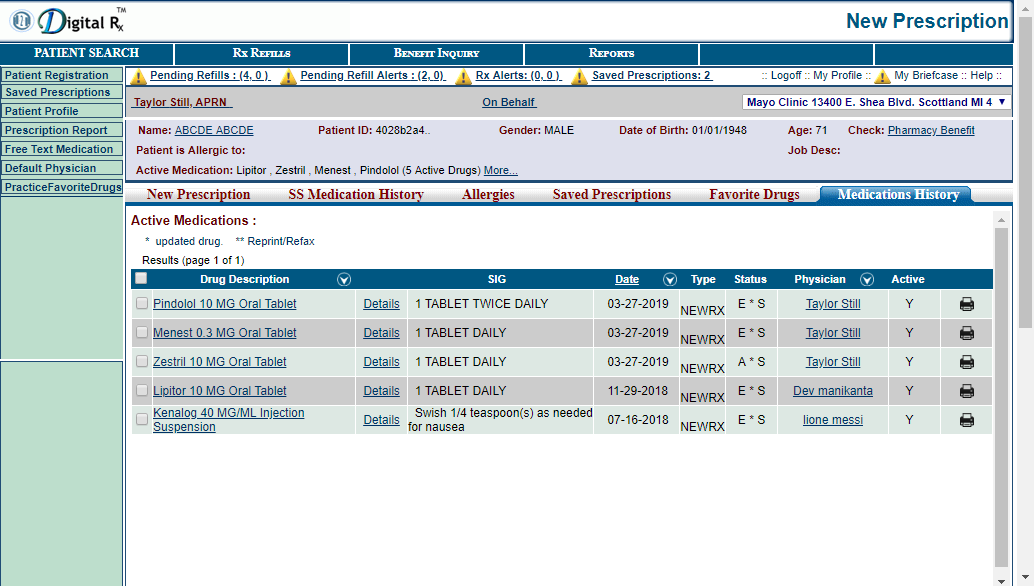 Digital Rx TM
New Prescription
PATIENT SEARCH RX REFILLS BENEFIT INQUIRY REPORTS
Patient Registration
Saved Prescriptions
Patient Profile
Prescription Report
Free Text Medication
Default Physician
PracticeFavoriteDrugs
Pending Refills : (4, 0 ) Pending Refill Alerts : (2, 0) Rx Alerts: (0, 0 ) Saved Prescriptions: 2 :: Logoff :: My Profile :: My Briefcase :: Help ::
Taylor Still, APRN On Behalf Mayo Clinic 13400 E. Shea Blvd. Scottland MI 4
Name: ABCDE ABCDE Patient ID: 4028b2a4.. Gender: MALE Date of Birth: 01/01/1948 Age: 71 Check: Pharmacy Benefit
Patient is Allergic to: Job Desc:
Active Medication: Lipitor , Zestril , Menest , Pindolol (5 Active Drugs) More...
New Prescription SS Medication History Allergies Saved Prescriptions Favorite Drugs Medications History
Active Medications :
* updated drug. ** Reprint/Refax
Results (page 1 of 1)
Drug Description SIG Date Type Status Physician Active
Pindolol 10 MG Oral Tablet Details 1 TABLET TWICE DAILY 03-27-2019 NEWRX E * S Taylor Still Y
Menest 0.3 MG Oral Tablet Details 1 TABLET DAILY 03-27-2019 NEWRX E * S Taylor Still Y
Zestril 10 MG Oral Tablet Details 1 TABLET DAILY 03-27-2019 NEWRX A * S Taylor Still Y
Lipitor 10 MG Oral Tablet Details 1 TABLET DAILY 11-29-2018 NEWRX E * S Dev manikanta Y
Kenalog 40 MG/ML Injection Suspension Details Swish 1/4 teaspoon(s) as needed for nausea 07-16-2018 NEWRX E * S lione messi Y